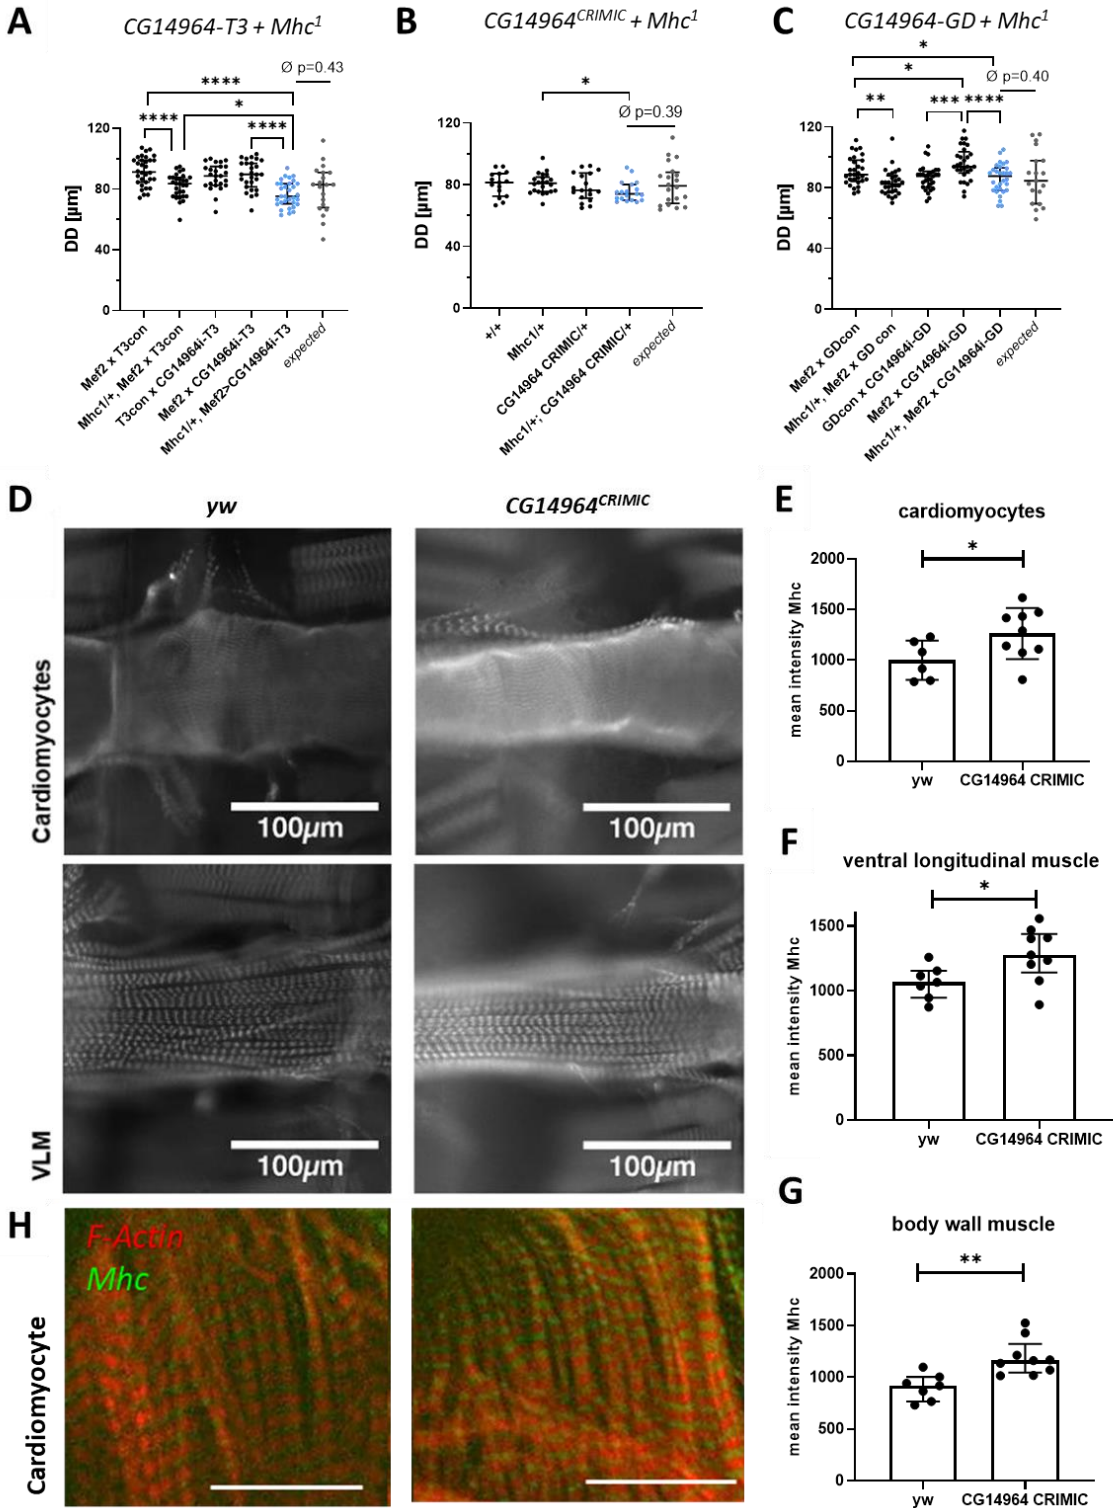 A
CG14964-T3 + Mhc1
**** 
Ø p=0.43
*
****
****
DD [µm]
120
80
40
0
Mef2 x T3con
Mhc1/+, Mef2 x T3con
T3con x CG14964i-T3
Mef2 x CG14964i-T3
Mhc1/+, Mef2>CG14964i-T3
expected
B
CG14964CRIMIC + Mhc1
*
Ø p=0.39
DD [µm]
120
80
40
0
+/+
Mhc1/+
CG14964 CRIMIC/+
Mhc1/+; CG14964 CRIMIC/+
expected
C
CG14964-GD + Mhc1
*
*
Ø p=0.40
**
***
****
DD [µm]
120
80
40
0
Mef2 x GDcon
Mhc1/+, Mef2 x GD con
GDcon x CG14964i-GD
Mef2 x CG14964i-GD
Mhc1/+, Mef2 x CG14964i-GD
expected
D
yw
CG14964CRIMIC
Cardiomyocytes
100µm
100µm
VLM
100µm
100µm
E
cardiomyocytes
*
mean intensity Mhc
2000
1500
1000
500
0
yw
CG14964 CRIMIC
F
ventral longitudinal muscle
*
mean intensity Mhc
1500
1000
500
0
yw
CG14964 CRIMIC
G
body wall muscle
**
mean intensity Mhc
2000
1500
1000
500
0
yw
CG14964 CRIMIC
H
F-Actin
Mhc
Cardiomyocyte